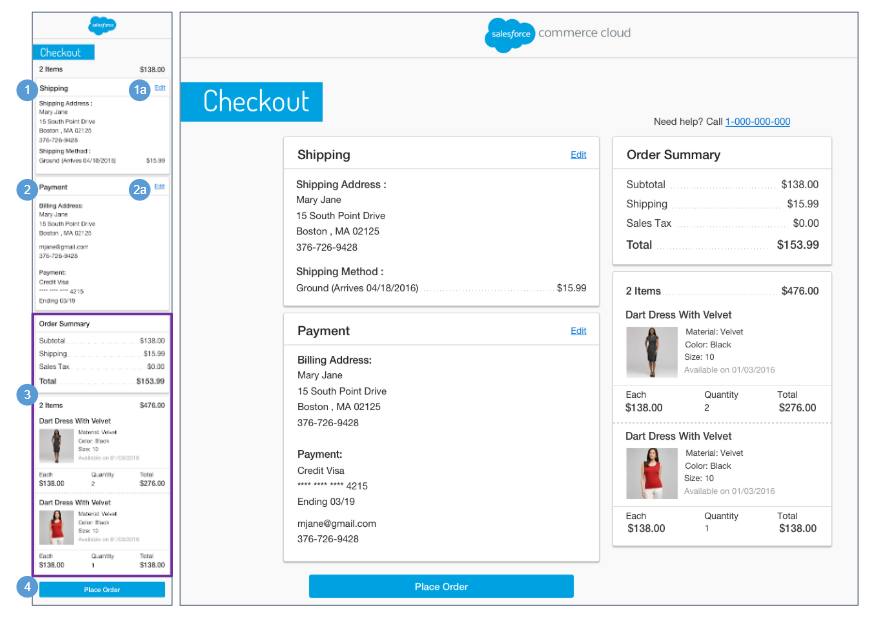 salesforce
Checkout
2 Items $138.00
1 Shipping 1a Edit
Shipping Address :
Mary Jane
15 South Point Drive
Boston , MA 02125
376-726-9428
Shipping Method :
Ground (Arrives 04/18/2016) $15.99
2 Payment 2a Edit
Billing Address:
Mary Jane
15 South Point Drive
Boston , MA 02125
mjane@gmail.com
376-726-9428
Payment:
Credit Visa
**** **** **** 4215
Ending 03/19
Order Summary
Subtotal $138.00
Shipping $15.99
Sales Tax $0.00
Total $153.99
3
2 Items $476.00
Dart Dress With Velvet
Material: Velvet
Color: Black
Size: 10
Available on 01/03/2016
Each Quantity Total
$138.00 2 $276.00
Dart Dress With Velvet
Material: Velvet
Color: Black
Size: 10
Available on 01/03/2016
Each Quantity Total
$138.00 1 $138.00
4 Place Order
salesforce commerce cloud
Checkout
Need help? Call 1-000-000-000
Shipping Edit
Shipping Address :
Mary Jane
15 South Point Drive
Boston , MA 02125
376-726-9428
Shipping Method :
Ground (Arrives 04/18/2016) $15.99
Payment Edit
Billing Address:
Mary Jane
15 South Point Drive
Boston , MA 02125
376-726-9428
Payment:
Credit Visa
**** **** **** 4215
Ending 03/19
mjane@gmail.com
376-726-9428
Place Order
Order Summary
Subtotal $138.00
Shipping $15.99
Sales Tax $0.00
Total $153.99
2 Items $476.00
Dart Dress With Velvet
Material: Velvet
Color: Black
Size: 10
Available on 01/03/2016
Each Quantity Total
$138.00 2 $276.00
Dart Dress With Velvet
Material: Velvet
Color: Black
Size: 10
Available on 01/03/2016
Each Quantity Total
$138.00 1 $138.00